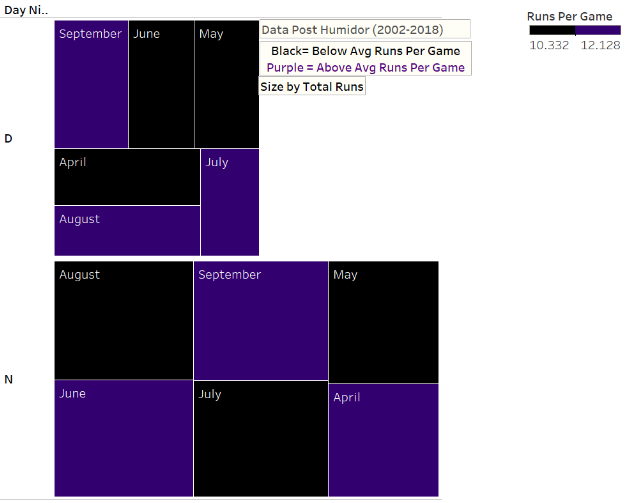 Day Ni..
Runs Per Game
10.332 12.128
Data Post Humidor (2002-2018)
Black= Below Avg Runs Per Game
Purple = Above Avg Runs Per Game
Size by Total Runs
D
September June May
April July
August
N
August September May
June July April